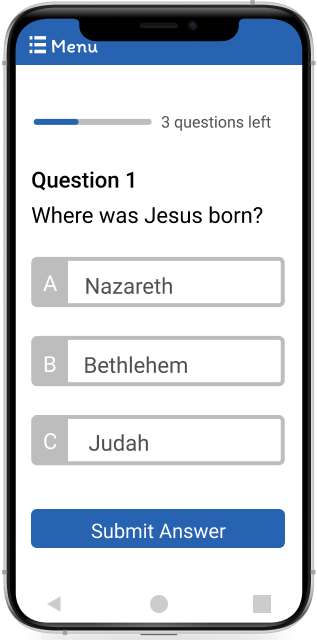 Menu
3 questions left
Question 1
Where was Jesus born?
A Nazareth
B Bethlehem
C Judah
Submit Answer